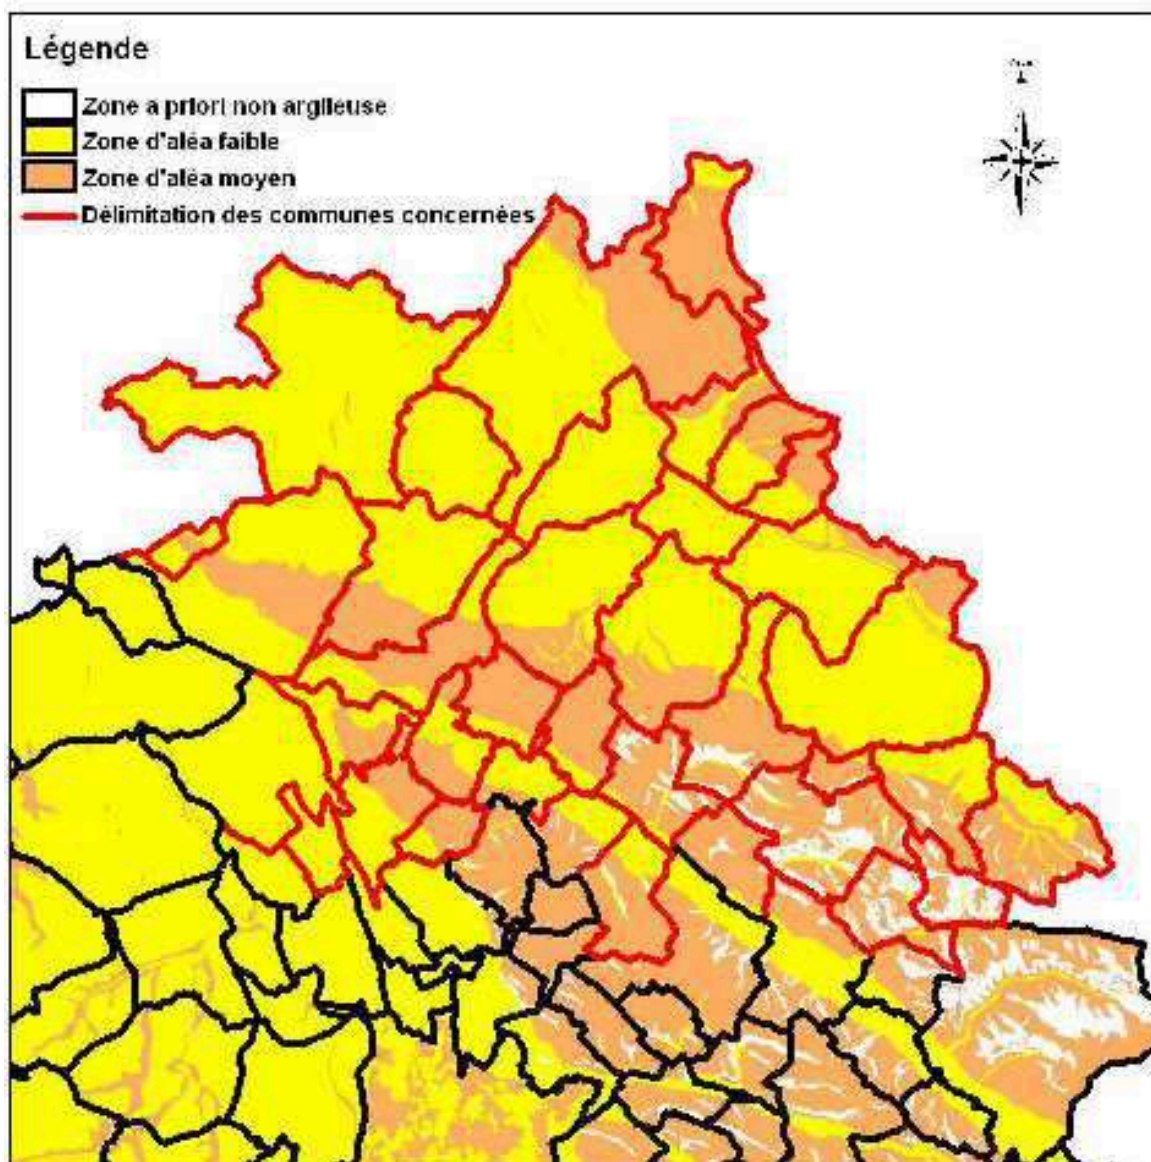 Légende
Zone a priori non argileuse
Zone d'aléa faible
Zone d'aléa moyen
Délimitation des communes concernées